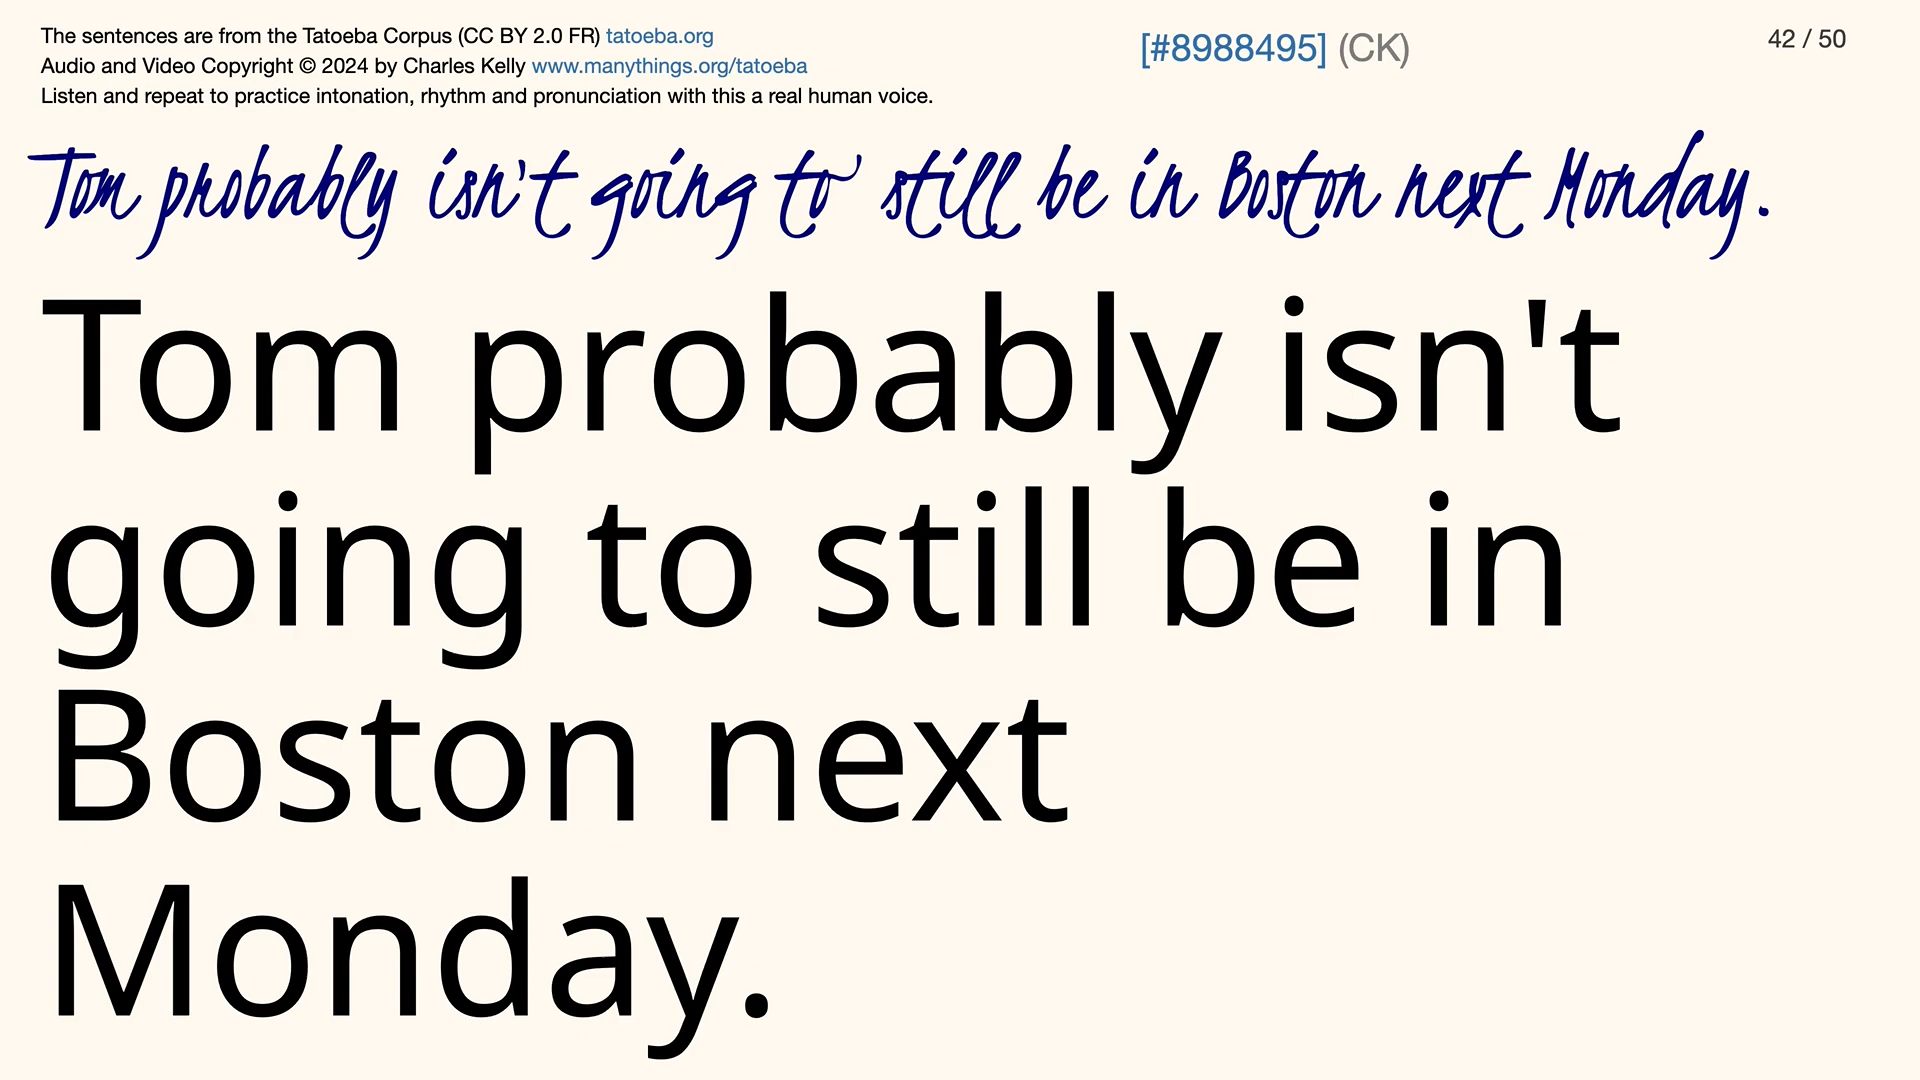 The sentences are from the Tatoeba Corpus (CC BY 2.0 FR) tatoeba.org
Audio and Video Copyright © 2024 by Charles Kelly www.manythings.org/tatoeba
Listen and repeat to practice intonation, rhythm and pronunciation with this a real human voice.
[#8988495] (CK)
42 / 50
Tom probably isn't going to still be in Boston next Monday.
Tom probably isn't
going to still be in
Boston next
Monday.